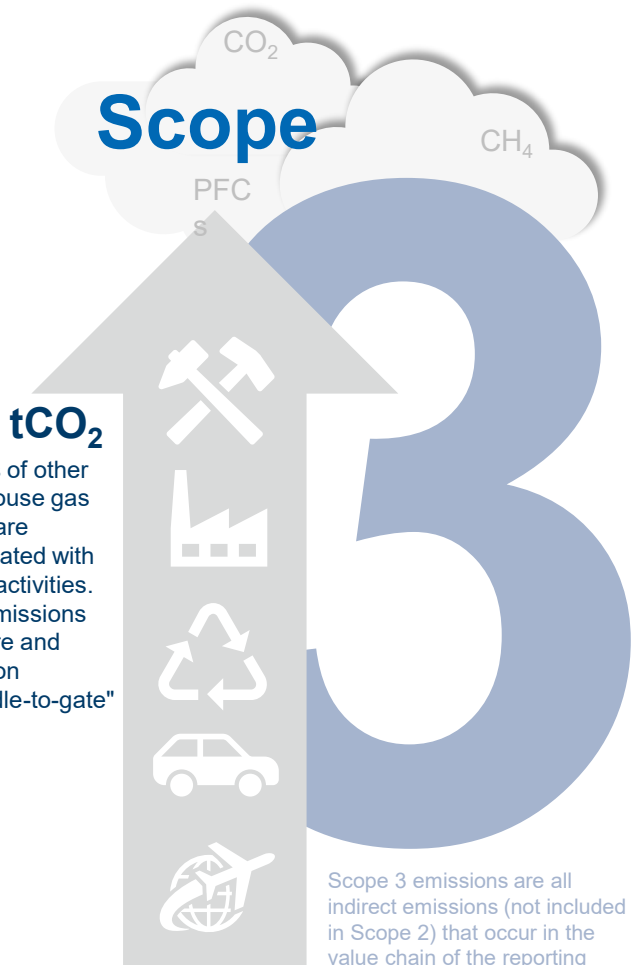 CO₂
Scope
CH₄
PFC
s
3
tCO₂
of other
ouse gas
are
ated with
activities.
missions
re and
on
lle-to-gate"
Scope 3 emissions are all
indirect emissions (not included
in Scope 2) that occur in the
value chain of the reporting